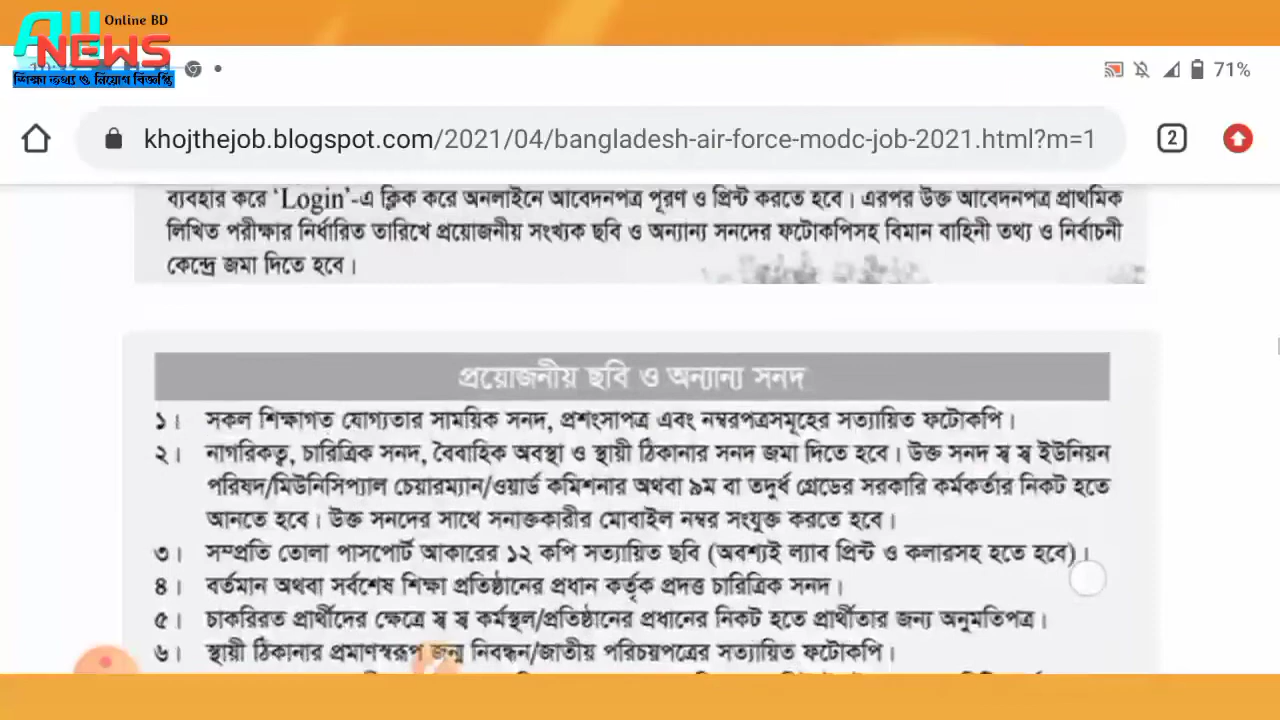 Online BD
AH
NEWS
শিক্ষা তথ্য ও নিয়োগ বিজ্ঞপ্তি
71%
khojthejob.blogspot.com/2021/04/bangladesh-air-force-modc-job-2021.html?m=1
2
ব্যবহার করে ‘Login’-এ ক্লিক করে অনলাইনে আবেদনপত্র পূরণ ও প্রিন্ট করতে হবে। এরপর উক্ত আবেদনপত্র প্রাথমিক
লিখিত পরীক্ষার নির্ধারিত তারিখে প্রয়োজনীয় সংখ্যক ছবি ও অন্যান্য সনদের ফটোকপিসহ বিমান বাহিনী তথ্য ও নির্বাচনী
কেন্দ্রে জমা দিতে হবে।
প্রয়োজনীয় ছবি ও অন্যান্য সনদ
১। সকল শিক্ষাগত যোগ্যতার সাময়িক সনদ, প্রশংসাপত্র এবং নম্বরপত্রসমূহের সত্যায়িত ফটোকপি।
২। নাগরিকত্ব, চারিত্রিক সনদ, বৈবাহিক অবস্থা ও স্থায়ী ঠিকানার সনদ জমা দিতে হবে। উক্ত সনদ স্ব স্ব ইউনিয়ন
পরিষদ/মিউনিসিপ্যাল চেয়ারম্যান/ওয়ার্ড কমিশনার অথবা ৯ম বা তদূর্ধ গ্রেডের সরকারি কর্মকর্তার নিকট হতে
আনতে হবে। উক্ত সনদের সাথে সনাক্তকারীর মোবাইল নম্বর সংযুক্ত করতে হবে।
৩। সম্প্রতি তোলা পাসপোর্ট আকারের ১২ কপি সত্যায়িত ছবি (অবশ্যই ল্যাব প্রিন্ট ও কলারসহ হতে হবে)।
৪। বর্তমান অথবা সর্বশেষ শিক্ষা প্রতিষ্ঠানের প্রধান কর্তৃক প্রদত্ত চারিত্রিক সনদ।
৫। চাকরিরত প্রার্থীদের ক্ষেত্রে স্ব স্ব কর্মস্থল/প্রতিষ্ঠানের প্রধানের নিকট হতে প্রার্থীতার জন্য অনুমতিপত্র।
৬। স্থায়ী ঠিকানার প্রমাণস্বরূপ জন্ম নিবন্ধন/জাতীয় পরিচয়পত্রের সত্যায়িত ফটোকপি।